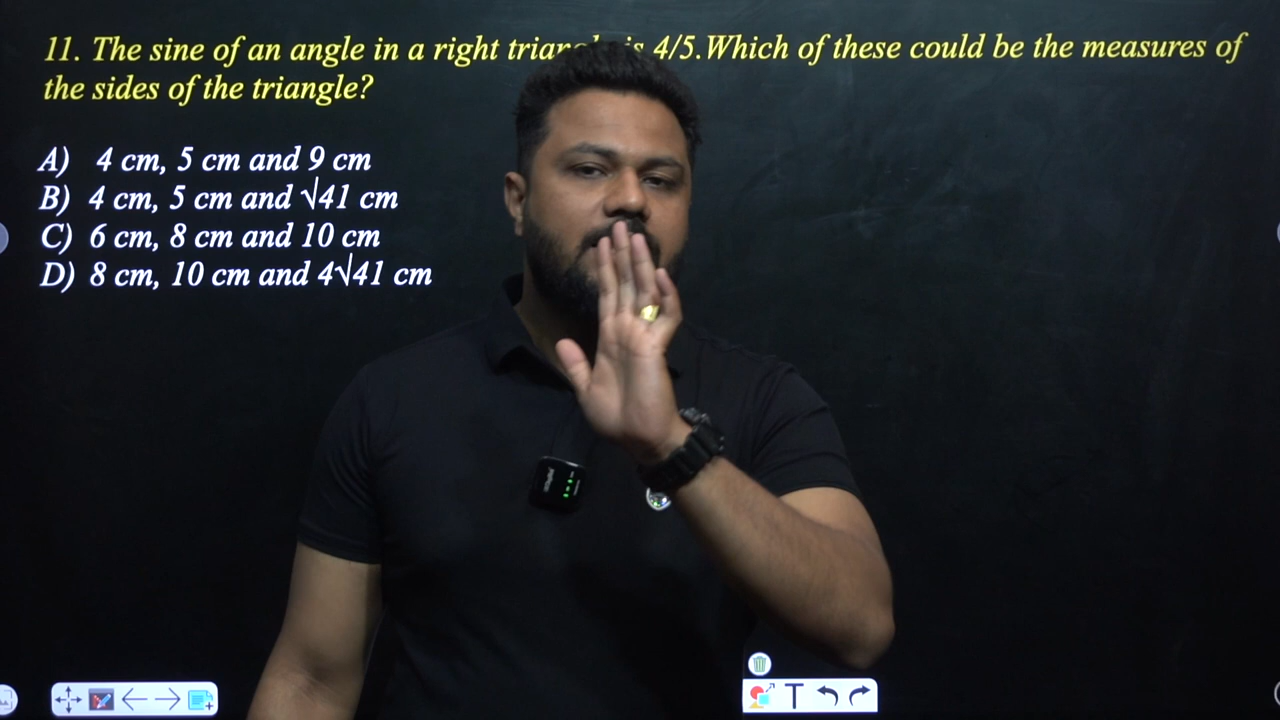 11. The sine of an angle in a right is 4/5.Which of these could be the measures of
the sides of the triangle?
A) 4 cm, 5 cm and 9 cm
B) 4 cm, 5 cm and √41 cm
C) 6 cm, 8 cm and 10 cm
D) 8 cm, 10 cm and 4√41 cm
T